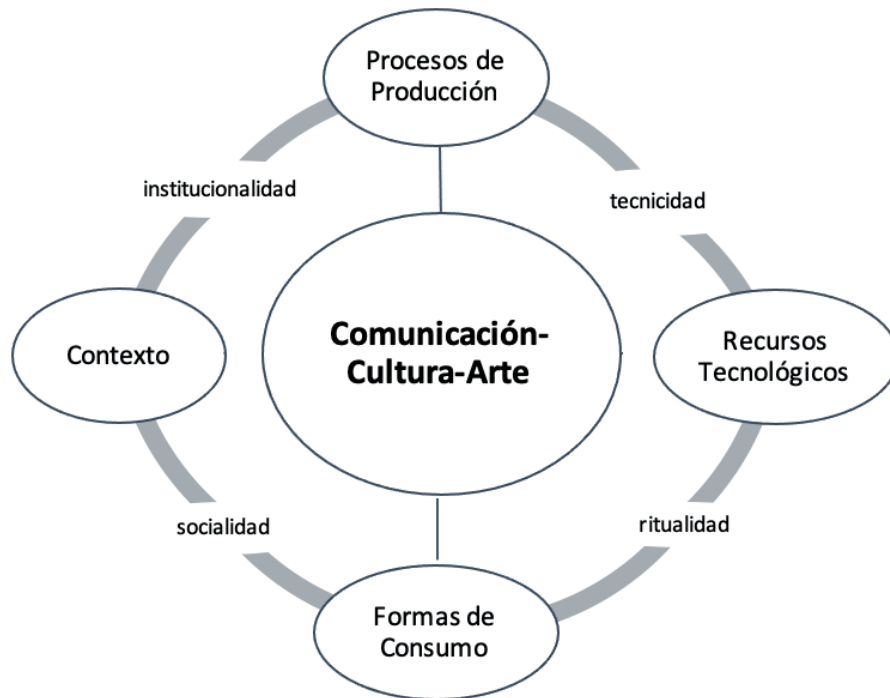 Procesos de
Producción
institucionalidad
tecnicidad
Contexto
Comunicación-
Cultura-Arte
Recursos
Tecnológicos
socialidad
ritualidad
Formas de
Consumo